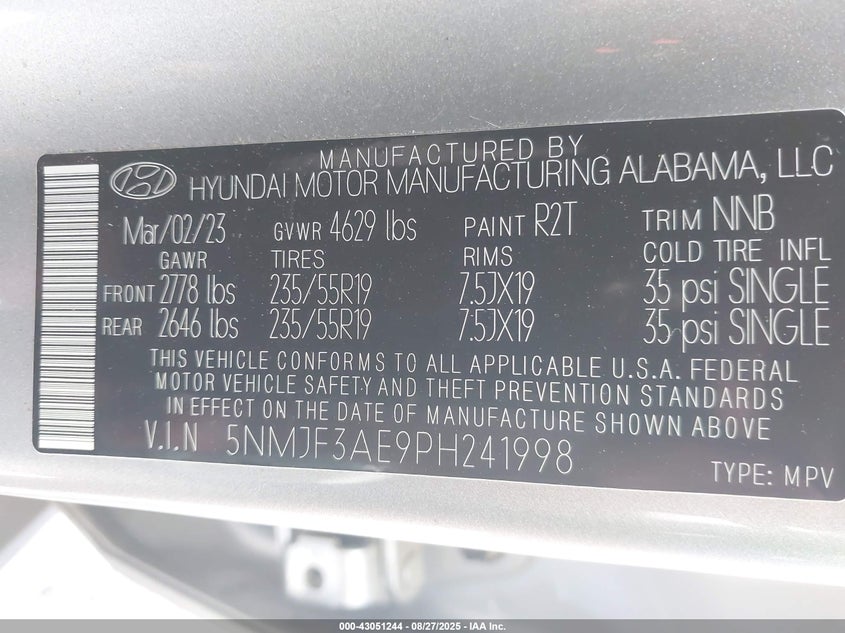 MANUFACTURED BY
HYUNDAI MOTOR MANUFACTURING ALABAMA, LLC
Mar/02/23 GVWR 4629 lbs PAINT R2T TRIM NNB
GAWR TIRES RIMS COLD TIRE INFL
FRONT 2778 lbs 235/55R19 7.5JX19 35 psi SINGLE
REAR 2646 lbs 235/55R19 7.5JX19 35 psi SINGLE
THIS VEHICLE CONFORMS TO ALL APPLICABLE U.S.A. FEDERAL
MOTOR VEHICLE SAFETY AND THEFT PREVENTION STANDARDS
IN EFFECT ON THE DATE OF MANUFACTURE SHOWN ABOVE
V.I.N 5NMJF3AE9PH241998
TYPE: MPV
000-43051244 - 08/27/2025 - IAA Inc.